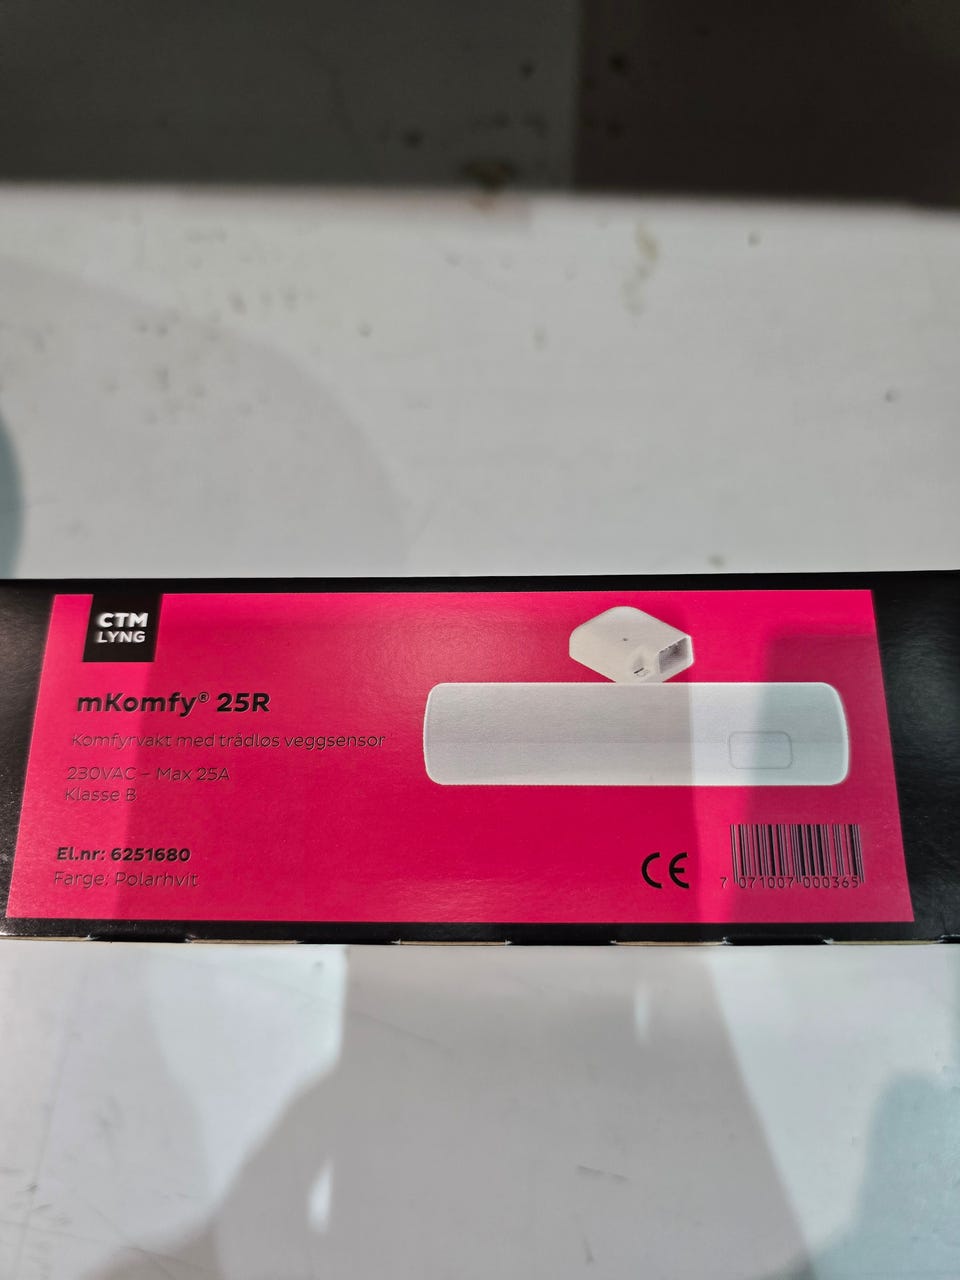 CTM
LYNG
mKomfy® 25R
Komfyrvakt med trådløs veggsensor
230VAC – Max 25A
Klasse B
El.nr: 6251680
Farge: Polarhvit
CE
7 071007 000365